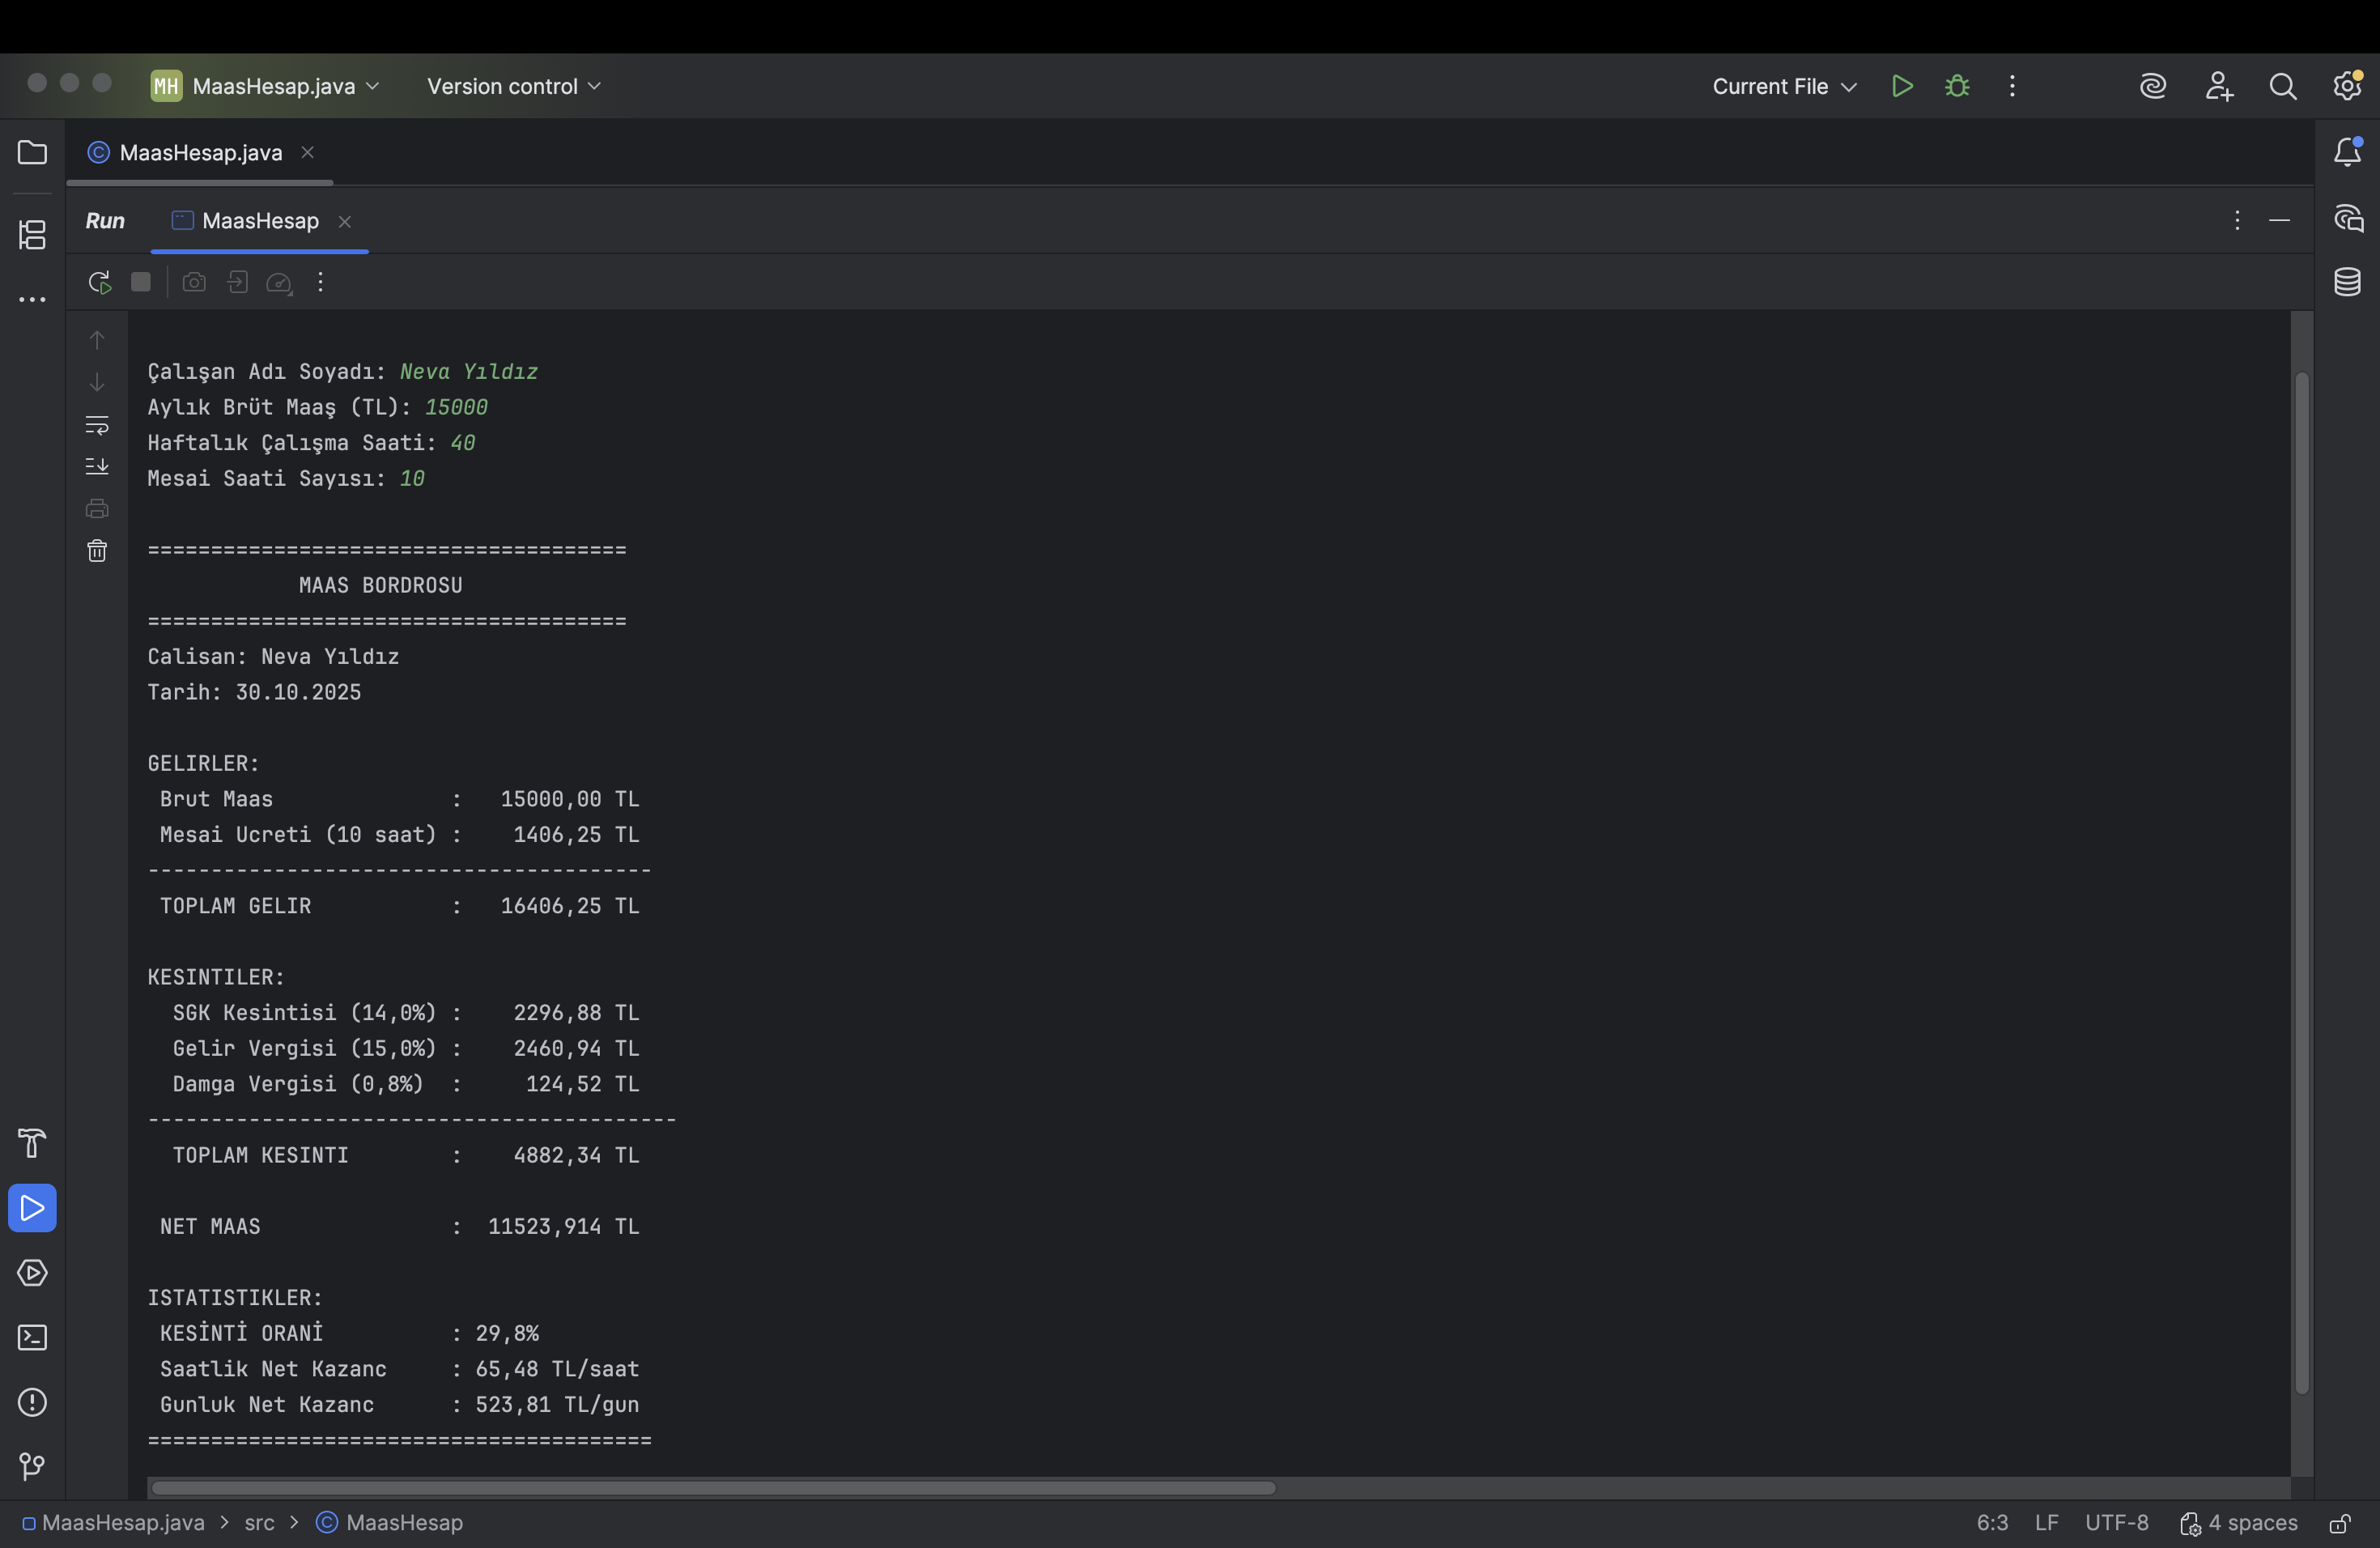 MH MaasHesap.java Version control Current File
MaasHesap.java
Run MaasHesap
Çalışan Adı Soyadı: Neva Yıldız
Aylık Brüt Maaş (TL): 15000
Haftalık Çalışma Saati: 40
Mesai Saati Sayısı: 10
======================================
MAAS BORDROSU
======================================
Calisan: Neva Yıldız
Tarih: 30.10.2025
GELIRLER:
Brut Maas : 15000,00 TL
Mesai Ucreti (10 saat) : 1406,25 TL
----------------------------------------
TOPLAM GELIR : 16406,25 TL
KESINTILER:
SGK Kesintisi (14,0%) : 2296,88 TL
Gelir Vergisi (15,0%) : 2460,94 TL
Damga Vergisi (0,8%) : 124,52 TL
------------------------------------------
TOPLAM KESINTI : 4882,34 TL
NET MAAS : 11523,914 TL
ISTATISTIKLER:
KESİNTİ ORANİ : 29,8%
Saatlik Net Kazanc : 65,48 TL/saat
Gunluk Net Kazanc : 523,81 TL/gun
========================================
MaasHesap.java > src > MaasHesap 6:3 LF UTF-8 4 spaces